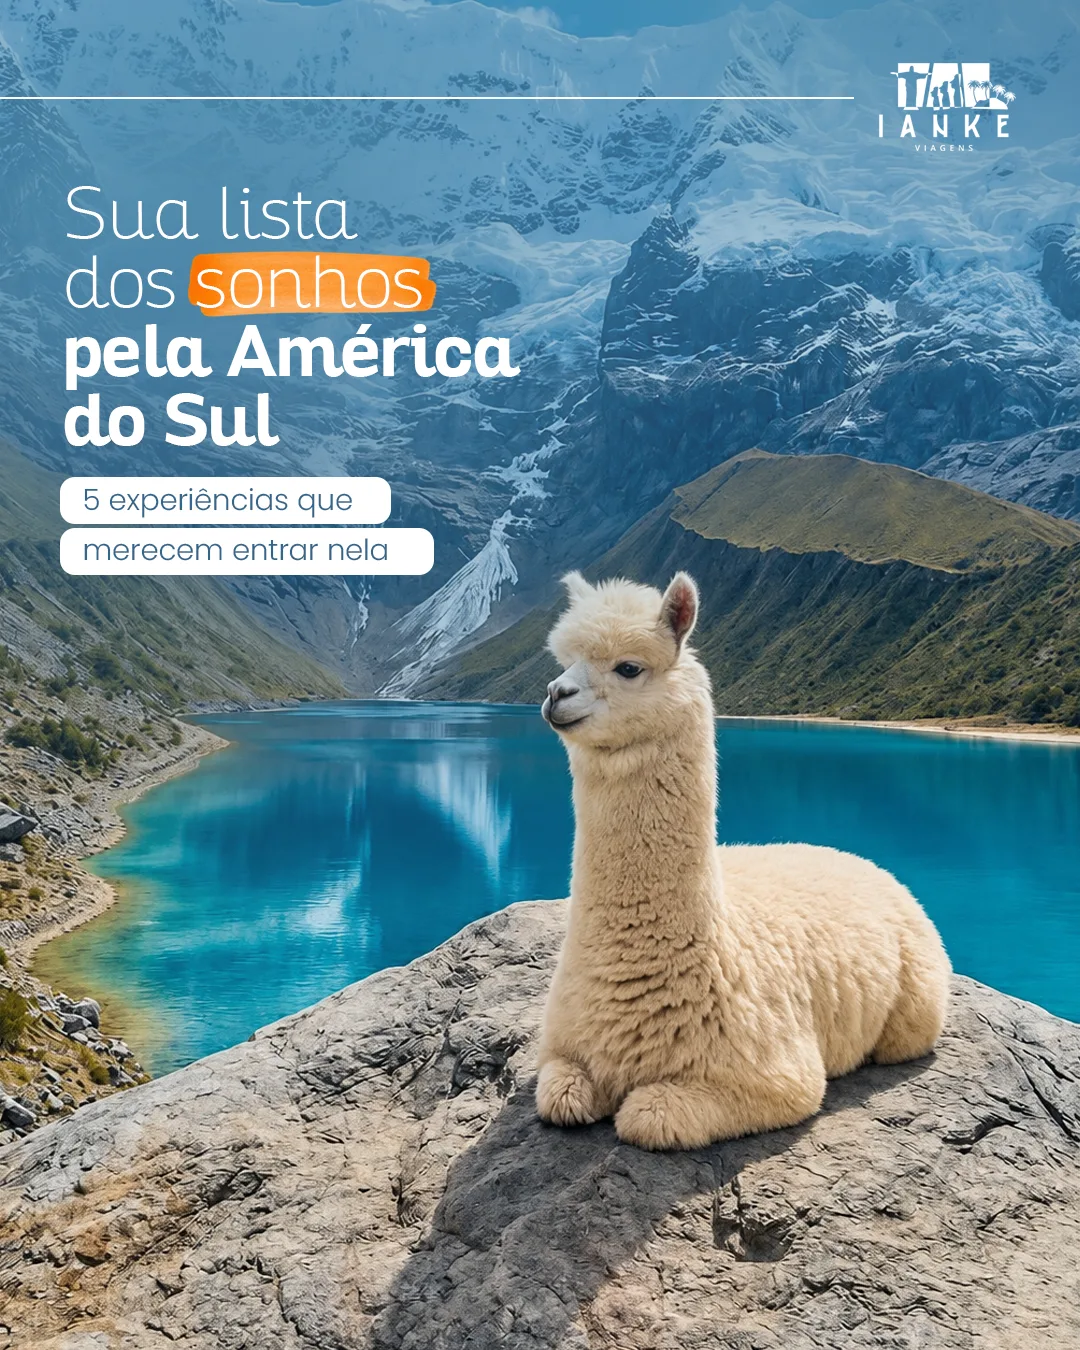 IANKE
VIAGENS
Sua lista
dos sonhos
pela América
do Sul
5 experiências que
merecem entrar nela